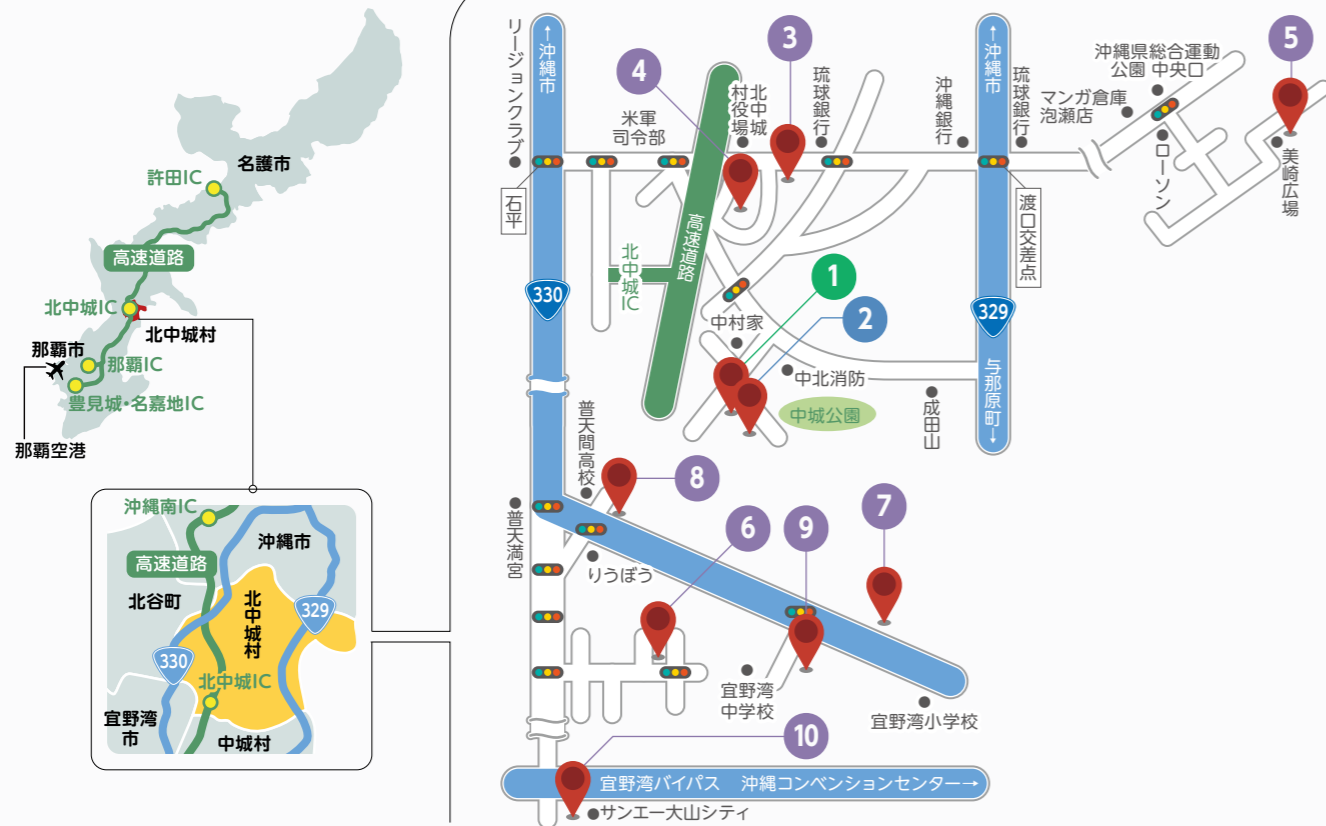 名護市
許田IC
高速道路
北中城IC
北中城村
那覇市
那覇IC
豊見城・名嘉地IC
那覇空港
沖縄南IC
沖縄市
高速道路
北谷町
北中城村
329
330
北中城IC
宜野湾
市
中城村
リージョンクラブ
↑沖縄市
石平
330
米軍
司令部
4
北中城
村役場
3
琉球銀行
沖縄銀行
↑沖縄市
琉球銀行
渡口交差点
329
与那原町→
沖縄県総合運動
公園 中央口
マンガ倉庫
泡瀬店
ローソン
5
美崎広場
高速道路
北中城IC
1
2
中村家
中北消防
中城公園
成田山
普天間高校
普天満宮
8
りうぼう
6
9
7
宜野湾
中学校
宜野湾小学校
10
宜野湾バイパス 沖縄コンベンションセンター→
サンエー大山シティ